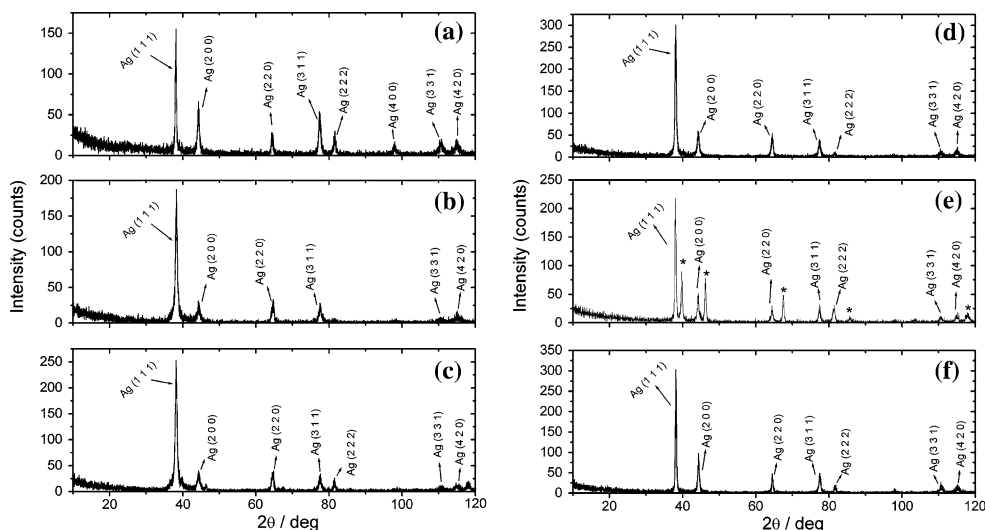 (a)
150
100
50
0
Ag (1 1 1)
Ag (2 0 0)
Ag (2 2 0)
Ag (3 1 1)
Ag (2 2 2)
Ag (4 0 0)
Ag (3 3 1)
Ag (4 2 0)
(b)
200
150
100
50
0
Intensity (counts)
Ag (1 1 1)
Ag (2 0 0)
Ag (2 2 0)
Ag (3 1 1)
Ag (3 3 1)
Ag (4 2 0)
(c)
250
200
150
100
50
0
Ag (1 1 1)
Ag (2 0 0)
Ag (2 2 0)
Ag (3 1 1)
Ag (2 2 2)
Ag (3 3 1)
Ag (4 2 0)
20 40 60 80 100 120
2θ / deg
(d)
300
250
200
150
100
50
0
Ag (1 1 1)
Ag (2 0 0)
Ag (2 2 0)
Ag (3 1 1)
Ag (2 2 2)
Ag (3 3 1)
Ag (4 2 0)
(e)
250
200
150
100
50
0
Intensity (counts)
Ag (1 1 1)
*
Ag (2 0 0)
*
Ag (2 2 0)
*
Ag (3 1 1)
Ag (2 2 2)
*
Ag (3 3 1)
Ag (4 2 0)
*
(f)
350
300
250
200
150
100
50
0
Ag (1 1 1)
Ag (2 0 0)
Ag (2 2 0)
Ag (3 1 1)
Ag (2 2 2)
Ag (3 3 1)
Ag (4 2 0)
20 40 60 80 100 120
2θ / deg